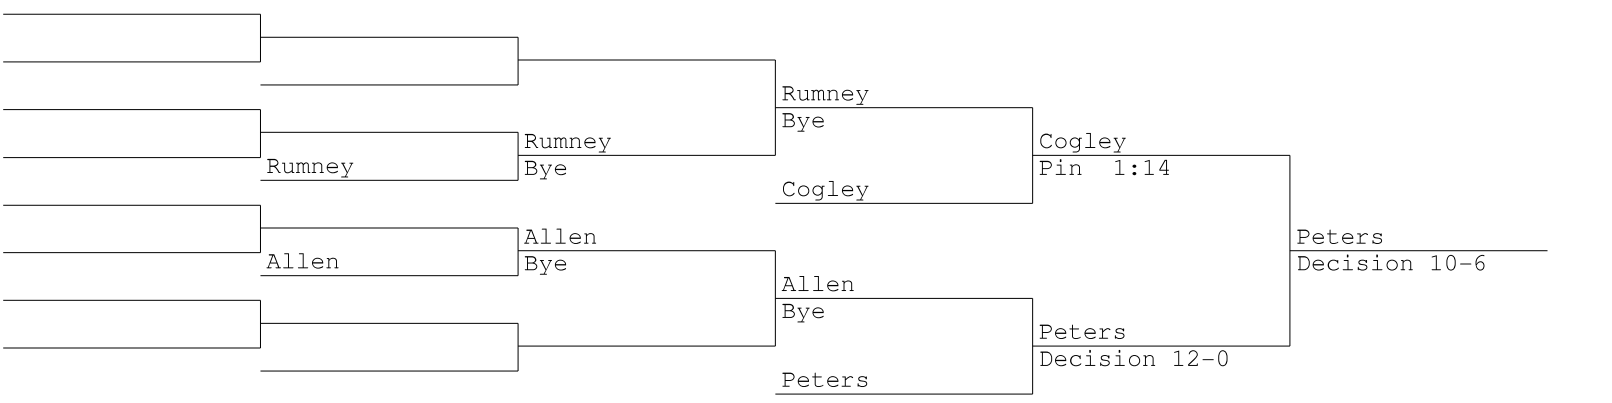 Rumney
Bye
Rumney
Rumney
Bye
Cogley
Cogley
Pin 1:14
Allen
Allen
Bye
Allen
Bye
Peters
Peters
Decision 12-0
Peters
Decision 10-6